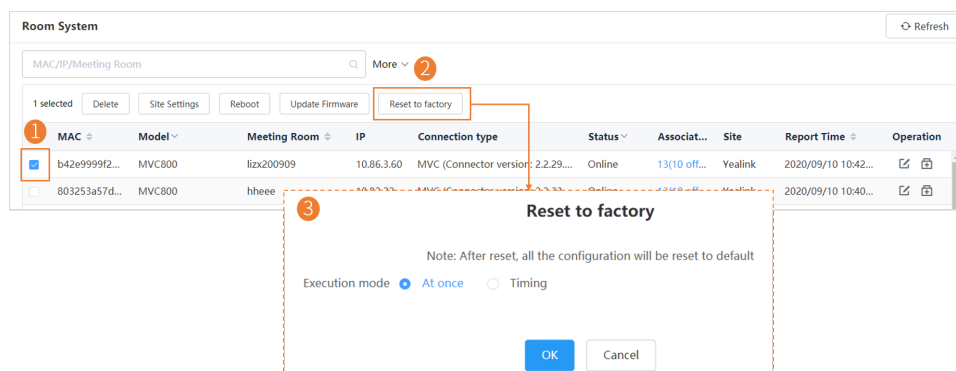 Room System
Refresh
MAC/IP/Meeting Room
More
2
1 selected Delete Site Settings Reboot Update Firmware Reset to factory
1
MAC Model Meeting Room IP Connection type Status Associat... Site Report Time Operation
b42e9999f2... MVC800 lizx200909 10.86.3.60 MVC (Connector version: 2.2.29.... Online 13(10 off... Yealink 2020/09/10 10:42...
803253a57d... MVC800 hheee Online Yealink 2020/09/10 10:40...
3
Reset to factory
Note: After reset, all the configuration will be reset to default
Execution mode At once Timing
OK Cancel